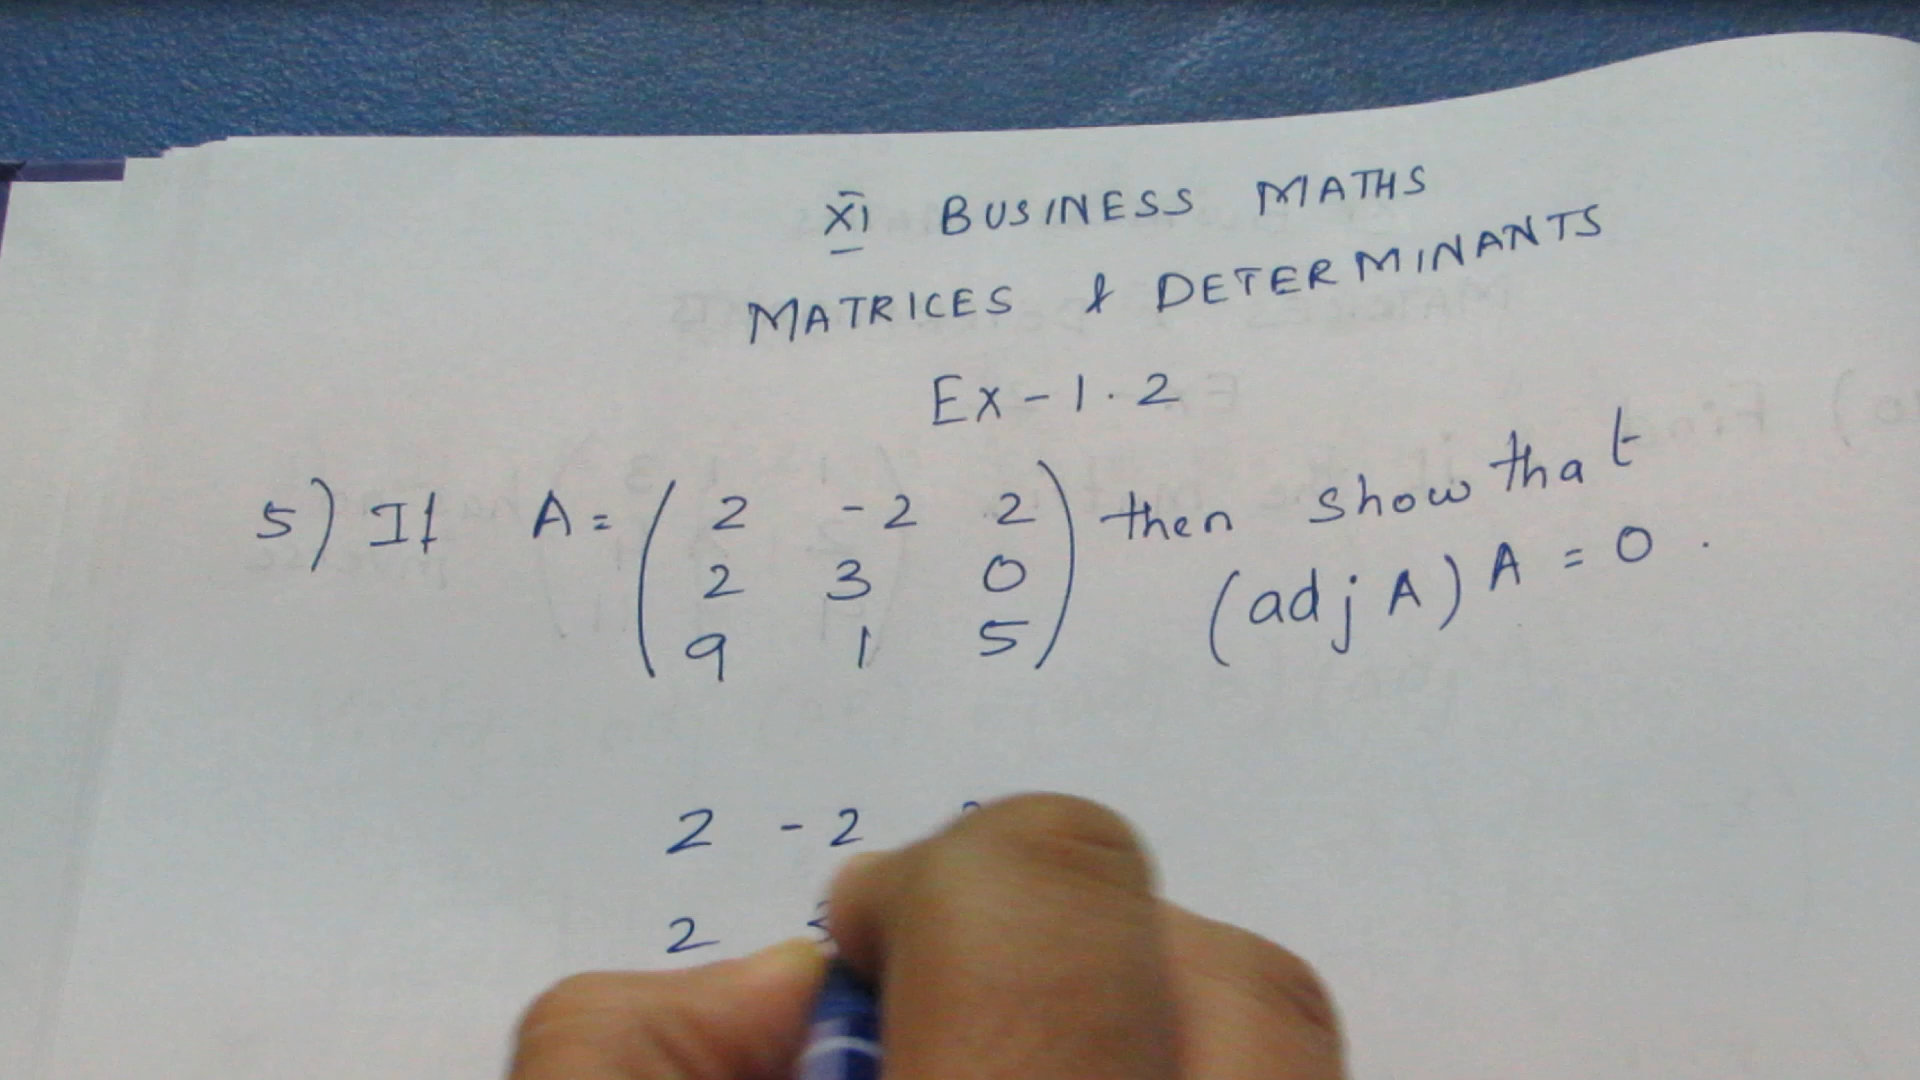 XI BUSINESS MATHS
MATRICES & DETERMINANTS
Ex-1.2
5) If A = ( 2 -2 2 ) then show that
2 3 0 (adj A) A = 0.
9 1 5
2 -2
2 3